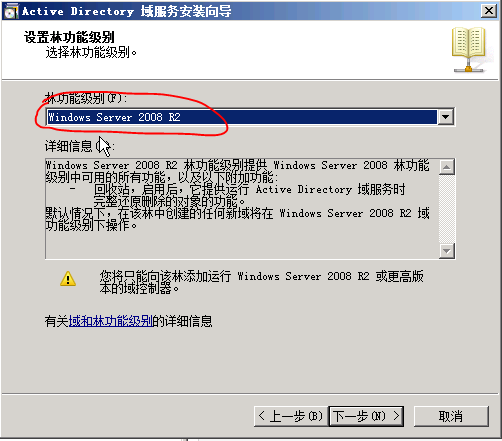 Active Directory 域服务安装向导
设置林功能级别
选择林功能级别。
林功能级别(F):
Windows Server 2008 R2
详细信息
Windows Server 2008 R2 林功能级别提供 Windows Server 2008 林功
能级别中可用的所有功能，以及以下附加功能:
- 回收站，启用后，它提供运行 Active Directory 域服务时
完整还原删除的对象的功能。
默认情况下，在该林中创建的任何新域将在 Windows Server 2008 R2 域
功能级别下操作。
您将只能向该林添加运行 Windows Server 2008 R2 或更高版
本的域控制器。
有关域和林功能级别的详细信息
< 上一步(B) 下一步(N) > 取消